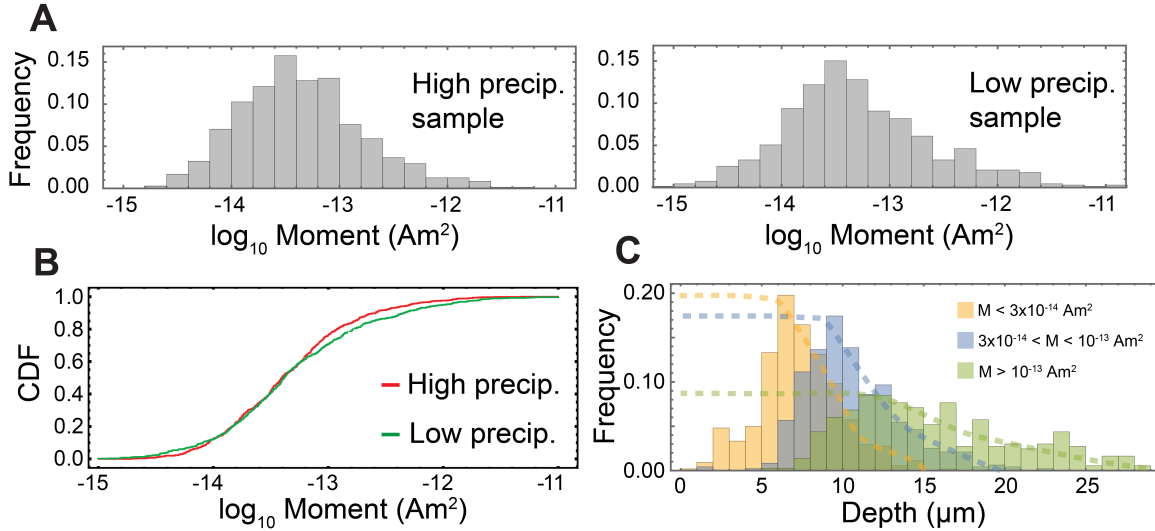 A
Frequency
0.15
0.10
0.05
0.00
High precip.
sample
-15 -14 -13 -12 -11
log10 Moment (Am²)
0.15
0.10
0.05
0.00
Low precip.
sample
-15 -14 -13 -12 -11
log10 Moment (Am²)
B
CDF
1.0
0.8
0.6
0.4
0.2
0.0
High precip.
Low precip.
-15 -14 -13 -12 -11
log10 Moment (Am²)
C
Frequency
0.20
0.10
0.00
M < 3x10⁻¹⁴ Am²
3x10⁻¹⁴ < M < 10⁻¹³ Am²
M > 10⁻¹³ Am²
0 5 10 15 20 25
Depth (µm)